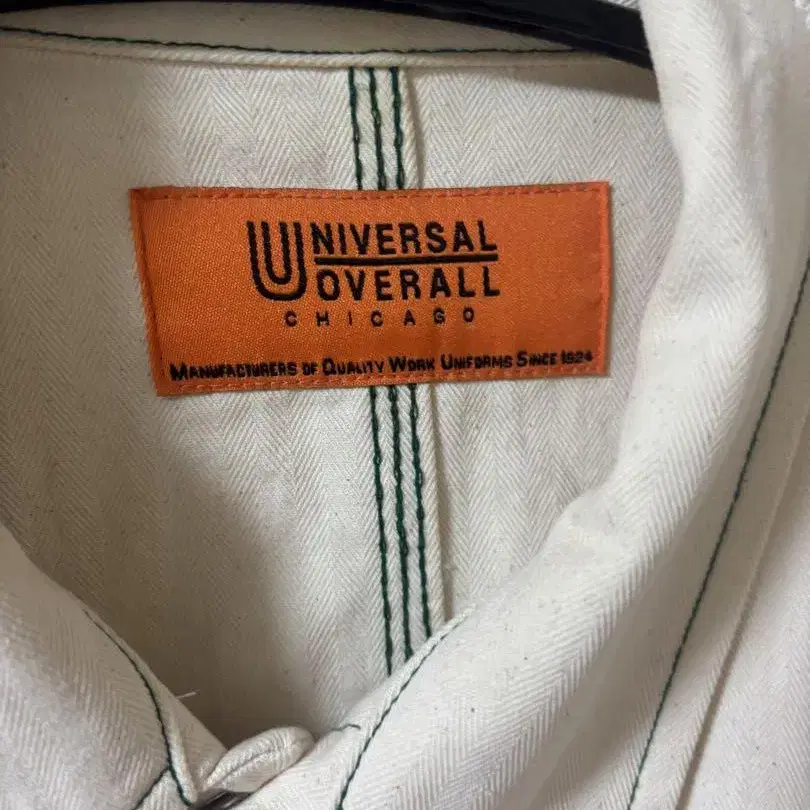 UNIVERSAL
OVERALL
CHICAGO
MANUFACTURERS OF QUALITY WORK UNIFORMS SINCE 1924